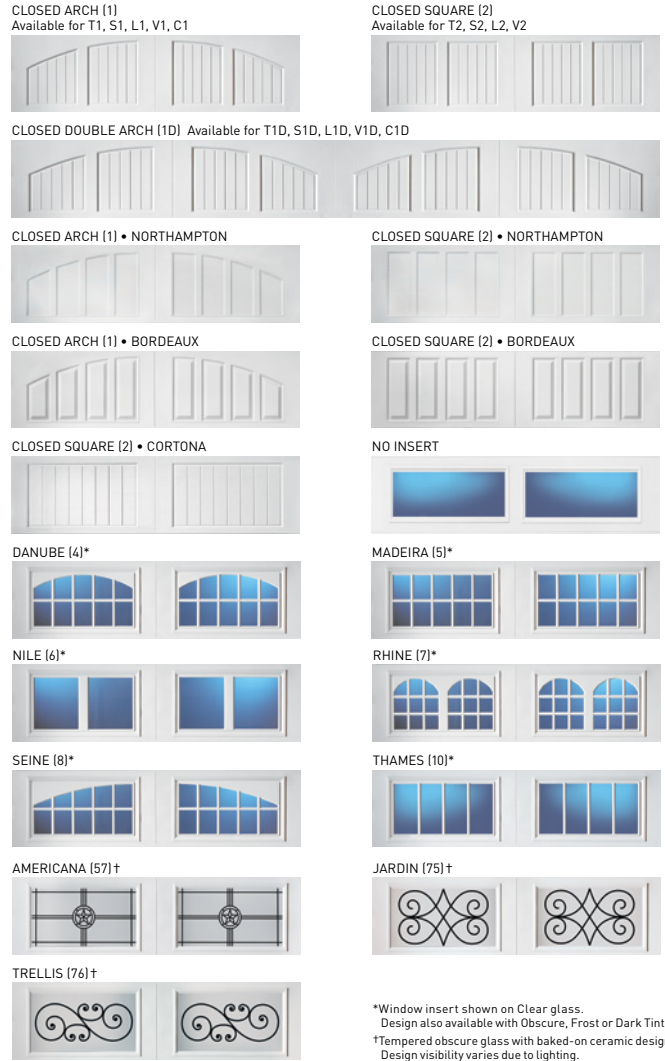 CLOSED ARCH (1)
Available for T1, S1, L1, V1, C1
CLOSED SQUARE (2)
Available for T2, S2, L2, V2
CLOSED DOUBLE ARCH (1D) Available for T1D, S1D, L1D, V1D, C1D
CLOSED ARCH (1) • NORTHAMPTON
CLOSED SQUARE (2) • NORTHAMPTON
CLOSED ARCH (1) • BORDEAUX
CLOSED SQUARE (2) • BORDEAUX
CLOSED SQUARE (2) • CORTONA
NO INSERT
DANUBE (4)*
MADEIRA (5)*
NILE (6)*
RHINE (7)*
SEINE (8)*
THAMES (10)*
AMERICANA (57)†
JARDIN (75)†
TRELLIS (76)†
*Window insert shown on Clear glass.
Design also available with Obscure, Frost or Dark Tint
†Tempered obscure glass with baked-on ceramic desig
Design visibility varies due to lighting.